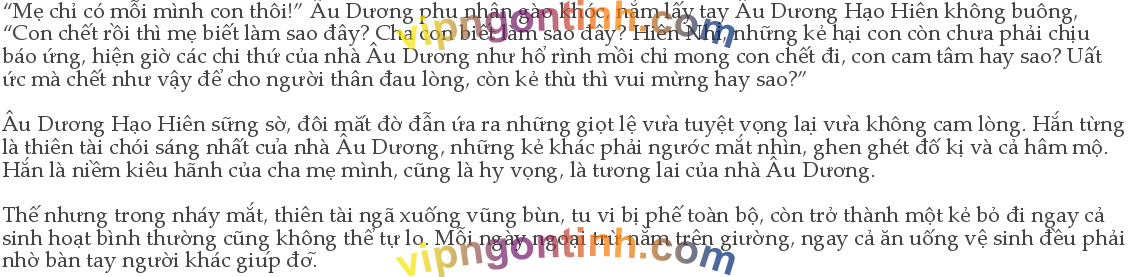 “Mẹ chỉ có mỗi mình con thôi!” Âu Dương phu nhân gào khóc, nắm lấy tay Âu Dương Hạo Hiên không buông,
“Con chết rồi thì mẹ biết làm sao đây? Cha con biết làm sao đây? Hiên Nhi, những kẻ hại con còn chưa phải chịu
báo ứng, hiện giờ các chi thứ của nhà Âu Dương như hổ rình mồi chỉ mong con chết đi, con cam tâm hay sao? Uất
ức mà chết như vậy để cho người thân đau lòng, còn kẻ thù thì vui mừng hay sao?”
Âu Dương Hạo Hiên sững sờ, đôi mắt đờ đẫn ứa ra những giọt lệ vừa tuyệt vọng lại vừa không cam lòng. Hắn từng
là thiên tài chói sáng nhất của nhà Âu Dương, những kẻ khác phải ngước mắt nhìn, ghen ghét đố kị và cả hâm mộ.
Hắn là niềm kiêu hãnh của cha mẹ mình, cũng là hy vọng, là tương lai của nhà Âu Dương.
Thế nhưng trong nháy mắt, thiên tài ngã xuống vũng bùn, tu vi bị phế toàn bộ, còn trở thành một kẻ bỏ đi ngay cả
sinh hoạt bình thường cũng không thể tự lo. Mỗi ngày ngoại trừ nằm trên giường, ngay cả ăn uống vệ sinh đều phải
nhờ bàn tay người khác giúp đỡ.
vipngontinh.com
vipngontinh.com